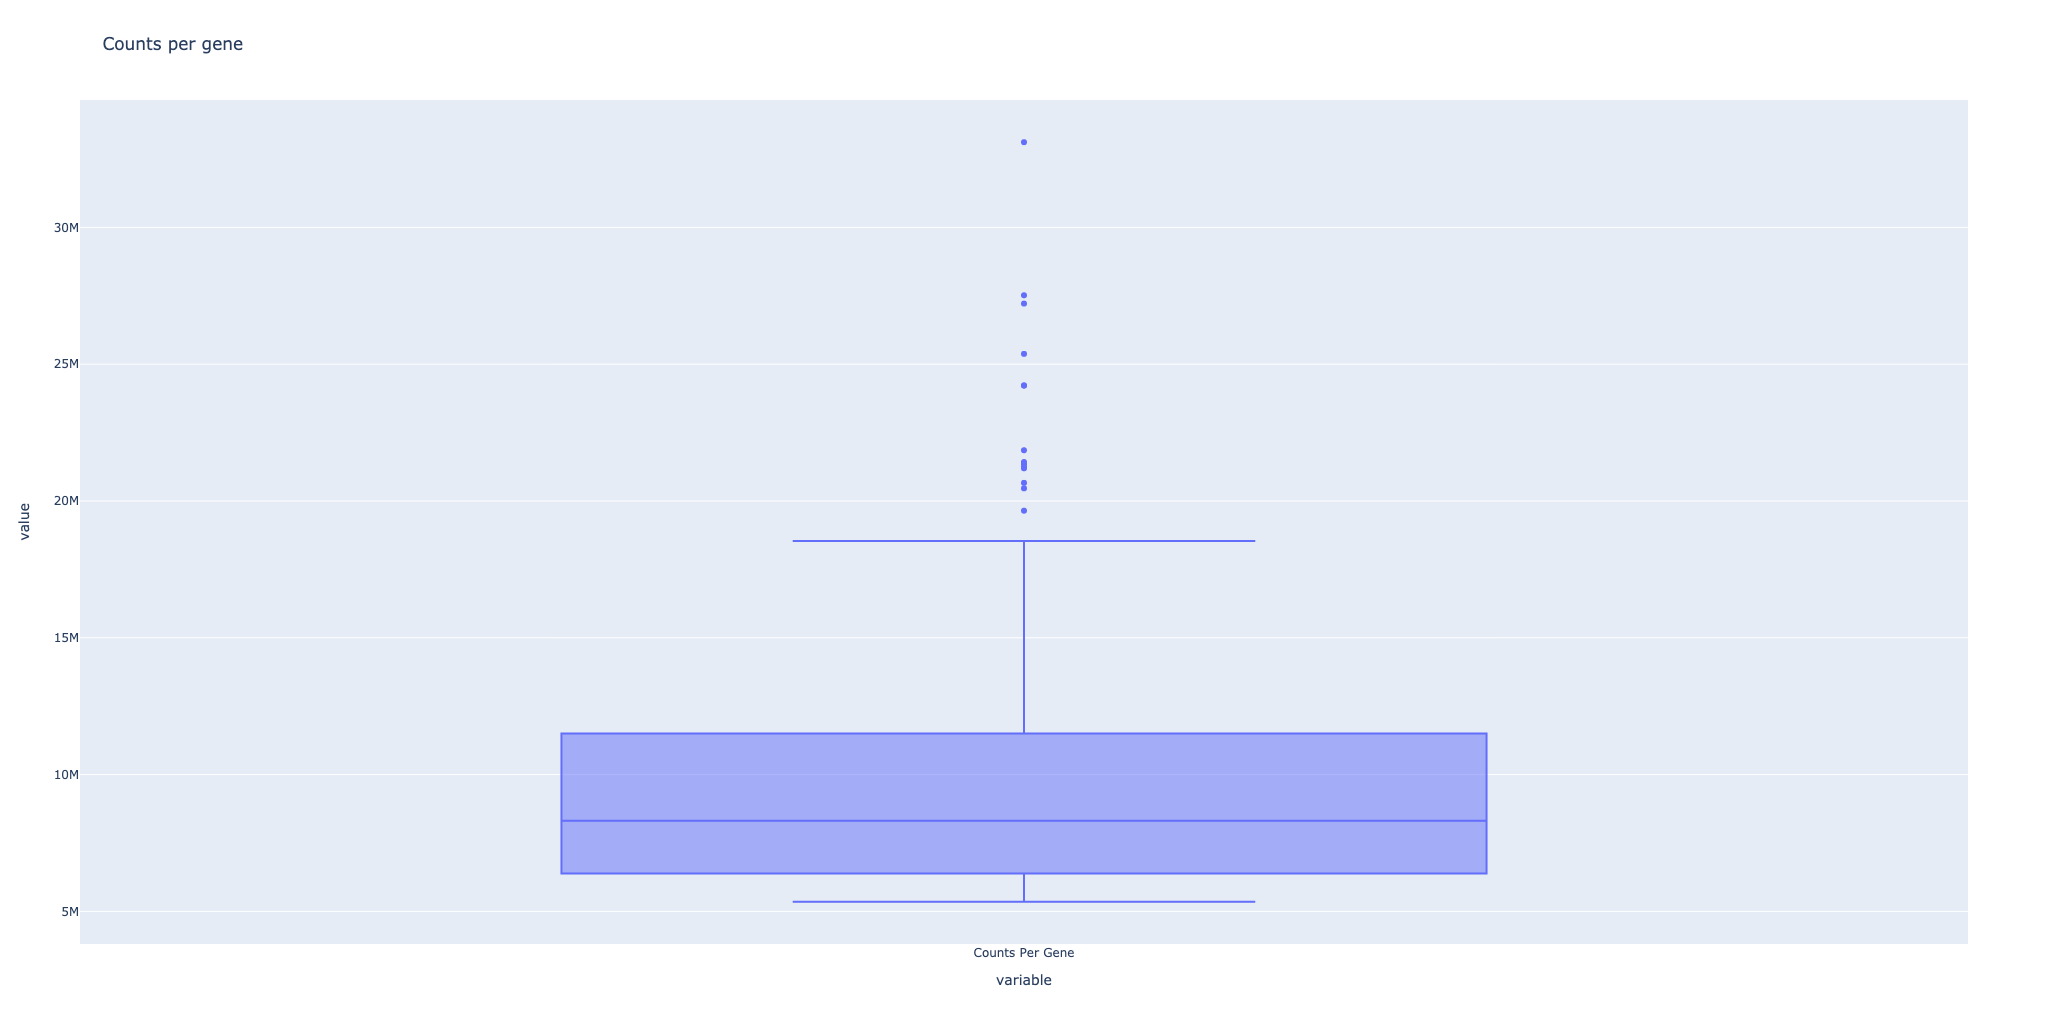 Counts per gene
30M
25M
20M
15M
10M
5M
value
Counts Per Gene
variable